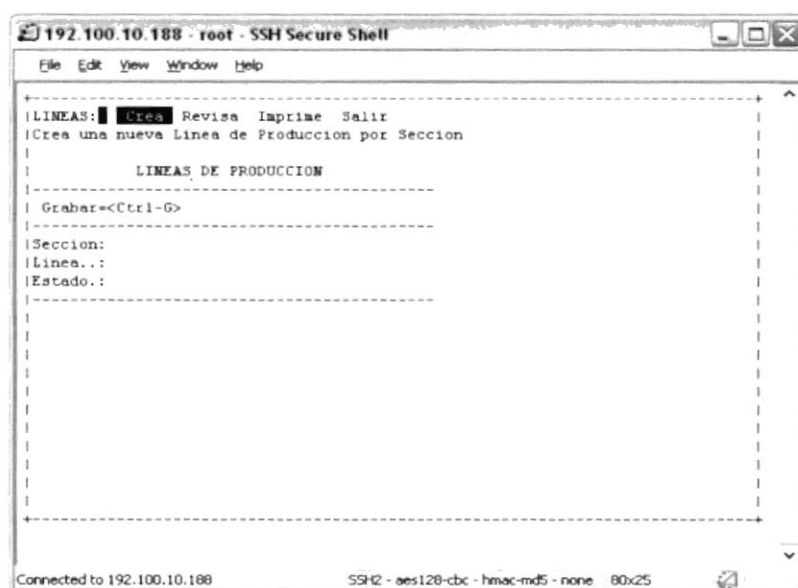 192.100.10.188 - root - SSH Secure Shell
File Edit View Window Help
LINEAS: Crea Revisa Imprime Salir
Crea una nueva Linea de Produccion por Seccion
LINEAS DE PRODUCCION
Grabar=<Ctrl-G>
Seccion:
Linea..:
Estado.:
Connected to 192.100.10.188 SSH2 - aes128-cbc - hmac-md5 - none 80x25